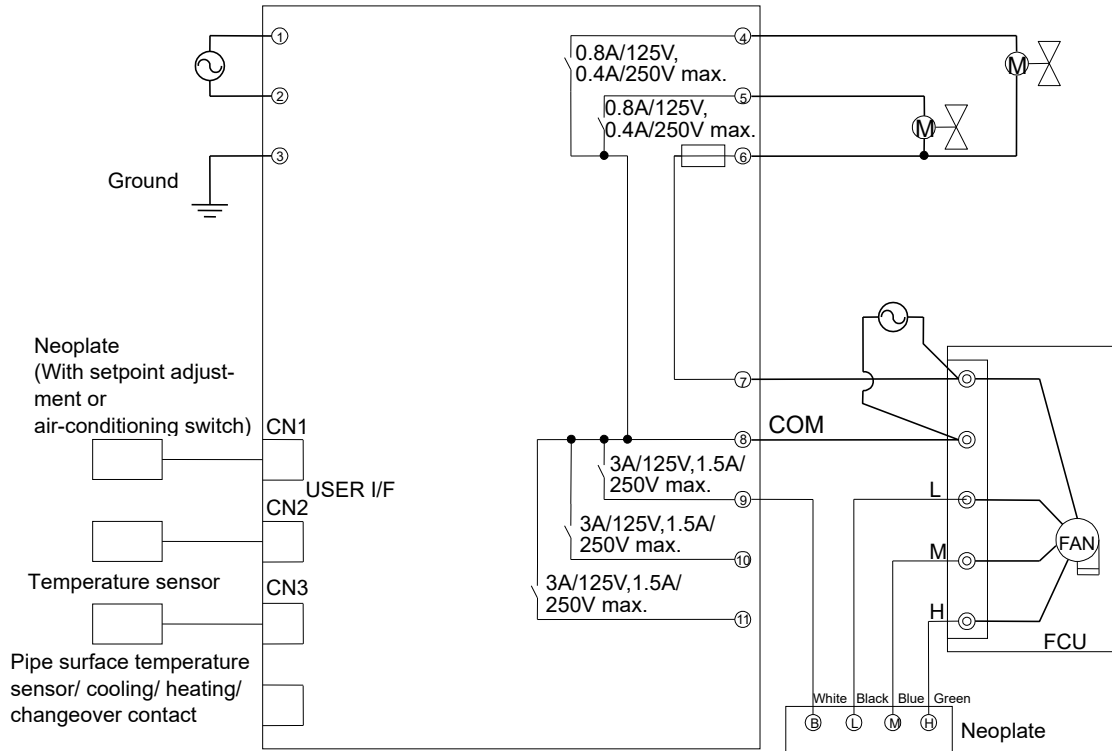 1
2
3
Ground
4
0.8A/125V,
0.4A/250V max.
M
5
0.8A/125V,
0.4A/250V max.
M
6
Neoplate
(With setpoint adjust-
ment or
air-conditioning switch)
CN1
USER I/F
CN2
Temperature sensor
CN3
Pipe surface temperature
sensor/ cooling/ heating/
changeover contact
7
8
COM
3A/125V,1.5A/
250V max.
9
3A/125V,1.5A/
250V max.
10
3A/125V,1.5A/
250V max.
11
L
M
H
FAN
FCU
White Black Blue Green
B L M H
Neoplate